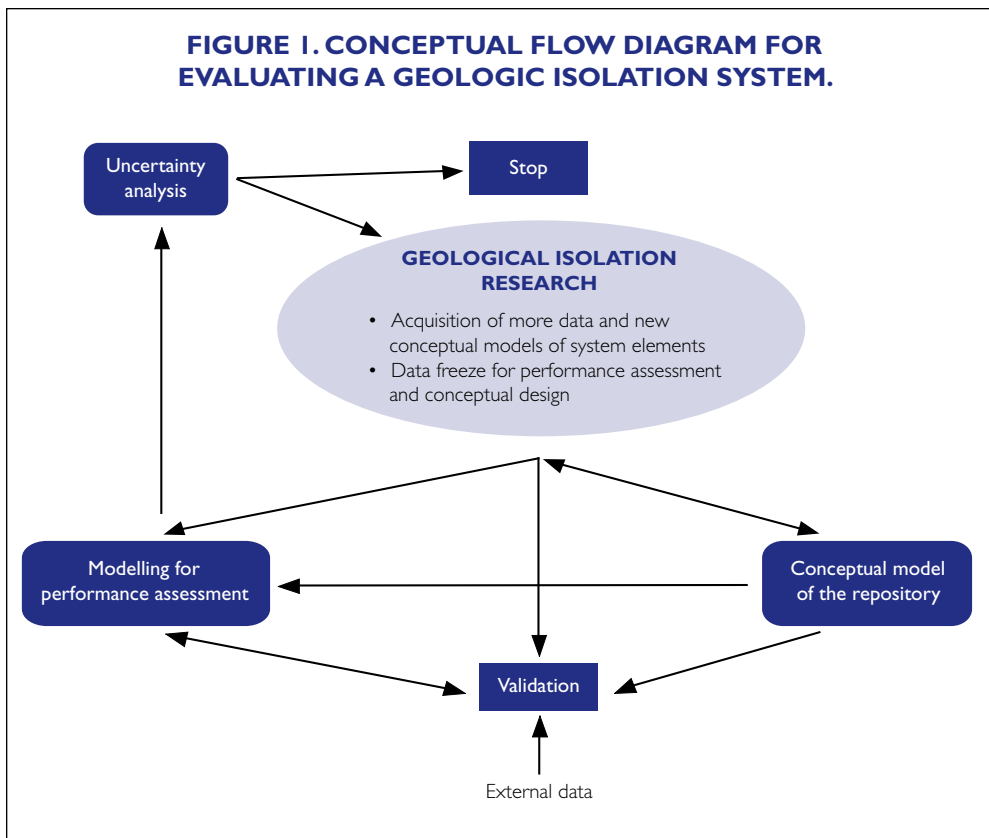 FIGURE 1. CONCEPTUAL FLOW DIAGRAM FOR
EVALUATING A GEOLOGIC ISOLATION SYSTEM.
Uncertainty
analysis
Stop
GEOLOGICAL ISOLATION
RESEARCH
• Acquisition of more data and new
conceptual models of system elements
• Data freeze for performance assessment
and conceptual design
Modelling for
performance assessment
Conceptual model
of the repository
Validation
External data